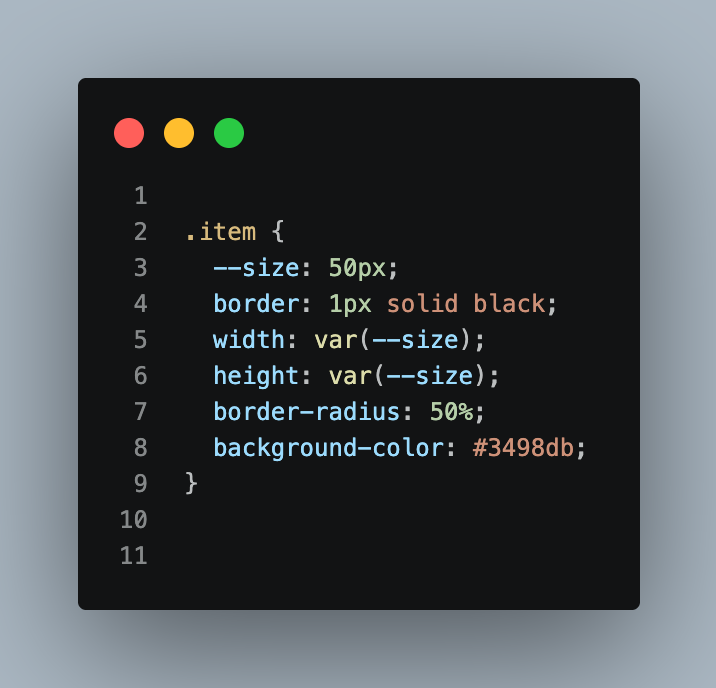 1
2 .item {
3   --size: 50px;
4   border: 1px solid black;
5   width: var(--size);
6   height: var(--size);
7   border-radius: 50%;
8   background-color: #3498db;
9 }
10
11